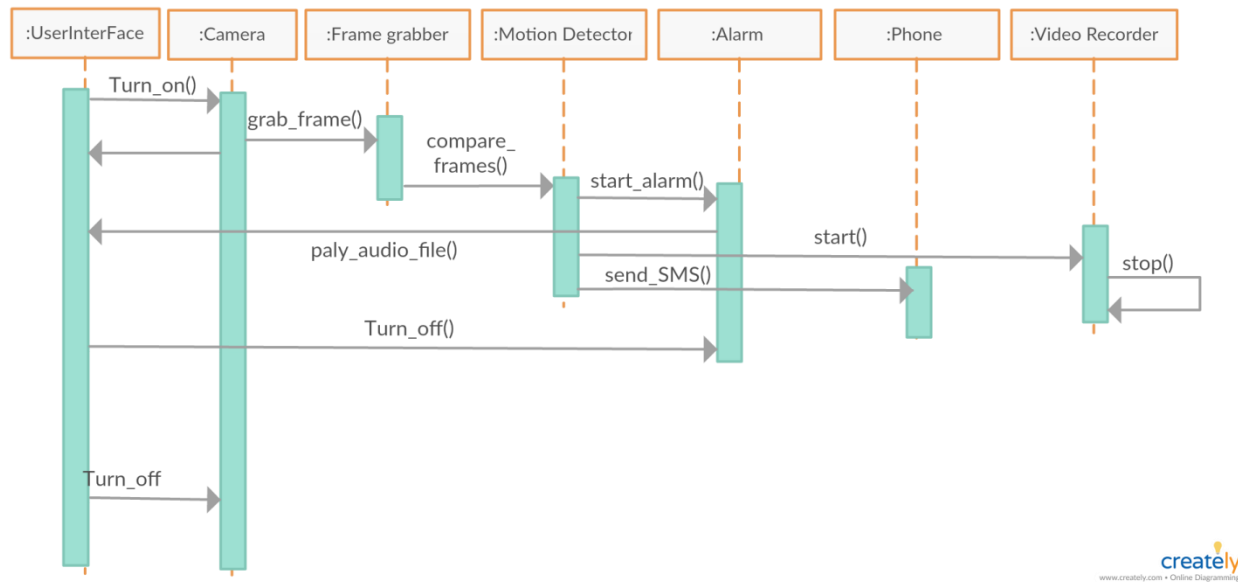 :UserInterFace
:Camera
:Frame grabber
:Motion Detector
:Alarm
:Phone
:Video Recorder
Turn_on()
grab_frame()
compare_
frames()
start_alarm()
paly_audio_file()
start()
send_SMS()
stop()
Turn_off()
Turn_off
creately
www.creately.com • Online Diagramming